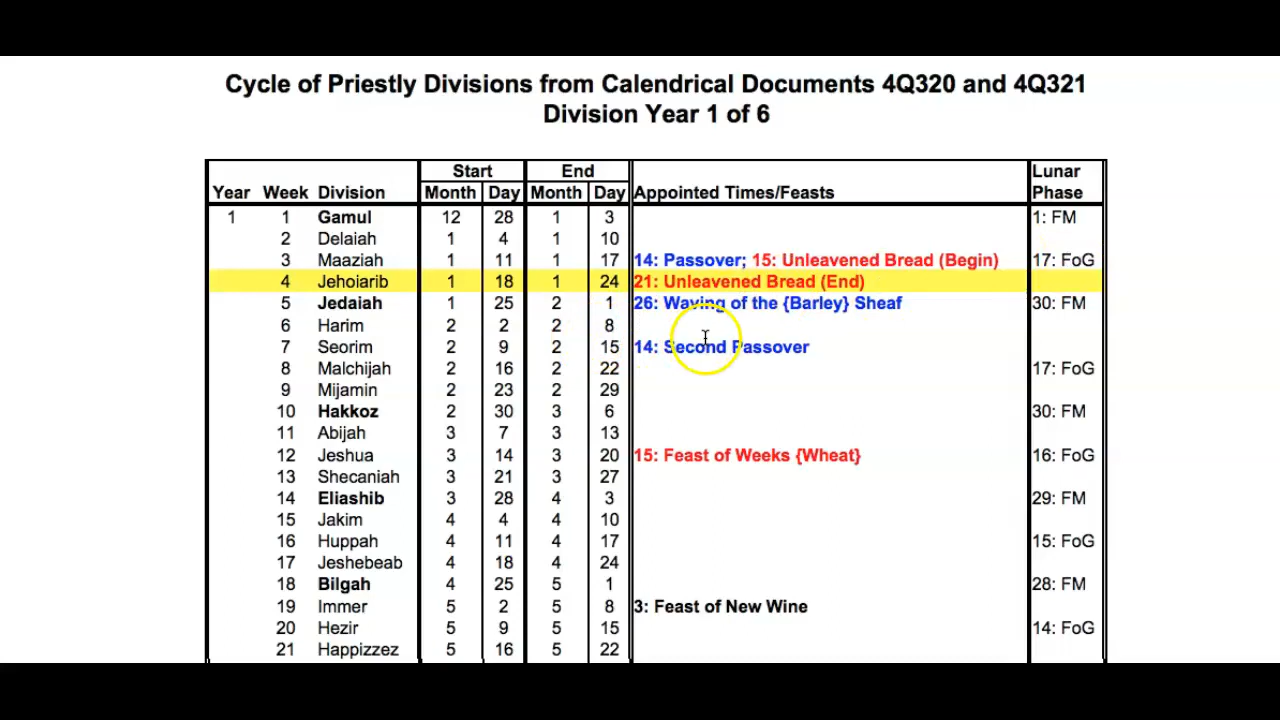 Cycle of Priestly Divisions from Calendrical Documents 4Q320 and 4Q321
Division Year 1 of 6
Start End Lunar
Year Week Division Month Day Month Day Appointed Times/Feasts Phase
1 1 Gamul 12 28 1 3 1: FM
2 Delaiah 1 4 1 10
3 Maaziah 1 11 1 17 14: Passover; 15: Unleavened Bread (Begin) 17: FoG
4 Jehoiarib 1 18 1 24 21: Unleavened Bread (End)
5 Jedaiah 1 25 2 1 26: Waving of the {Barley} Sheaf 30: FM
6 Harim 2 2 2 8
7 Seorim 2 9 2 15 14: Second Passover
8 Malchijah 2 16 2 22 17: FoG
9 Mijamin 2 23 2 29
10 Hakkoz 2 30 3 6 30: FM
11 Abijah 3 7 3 13
12 Jeshua 3 14 3 20 15: Feast of Weeks {Wheat} 16: FoG
13 Shecaniah 3 21 3 27
14 Eliashib 3 28 4 3 29: FM
15 Jakim 4 4 4 10
16 Huppah 4 11 4 17 15: FoG
17 Jeshebeab 4 18 4 24
18 Bilgah 4 25 5 1 28: FM
19 Immer 5 2 5 8 3: Feast of New Wine
20 Hezir 5 9 5 15 14: FoG
21 Happizzez 5 16 5 22